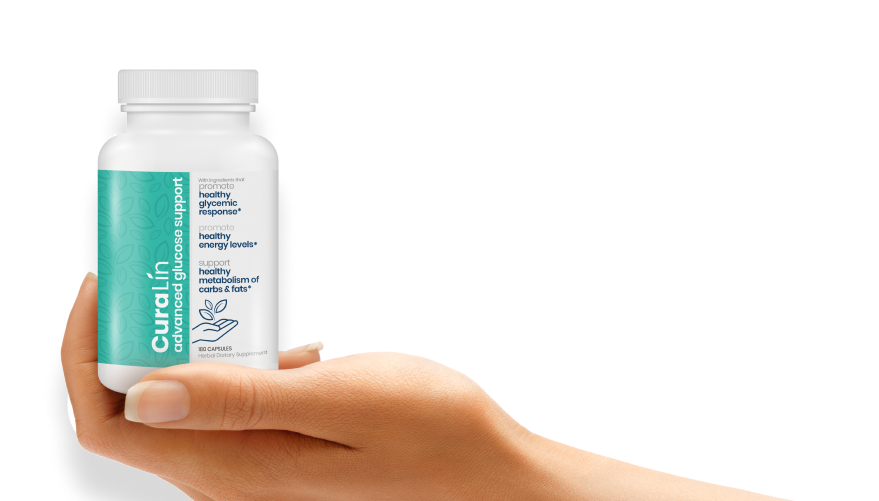 CuraLin
advanced glucose support
With ingredients that
promote
healthy
glycemic
response*
promote
healthy
energy levels*
support
healthy
metabolism of
carbs & fats*
180 CAPSULES
Herbal Dietary Supplement